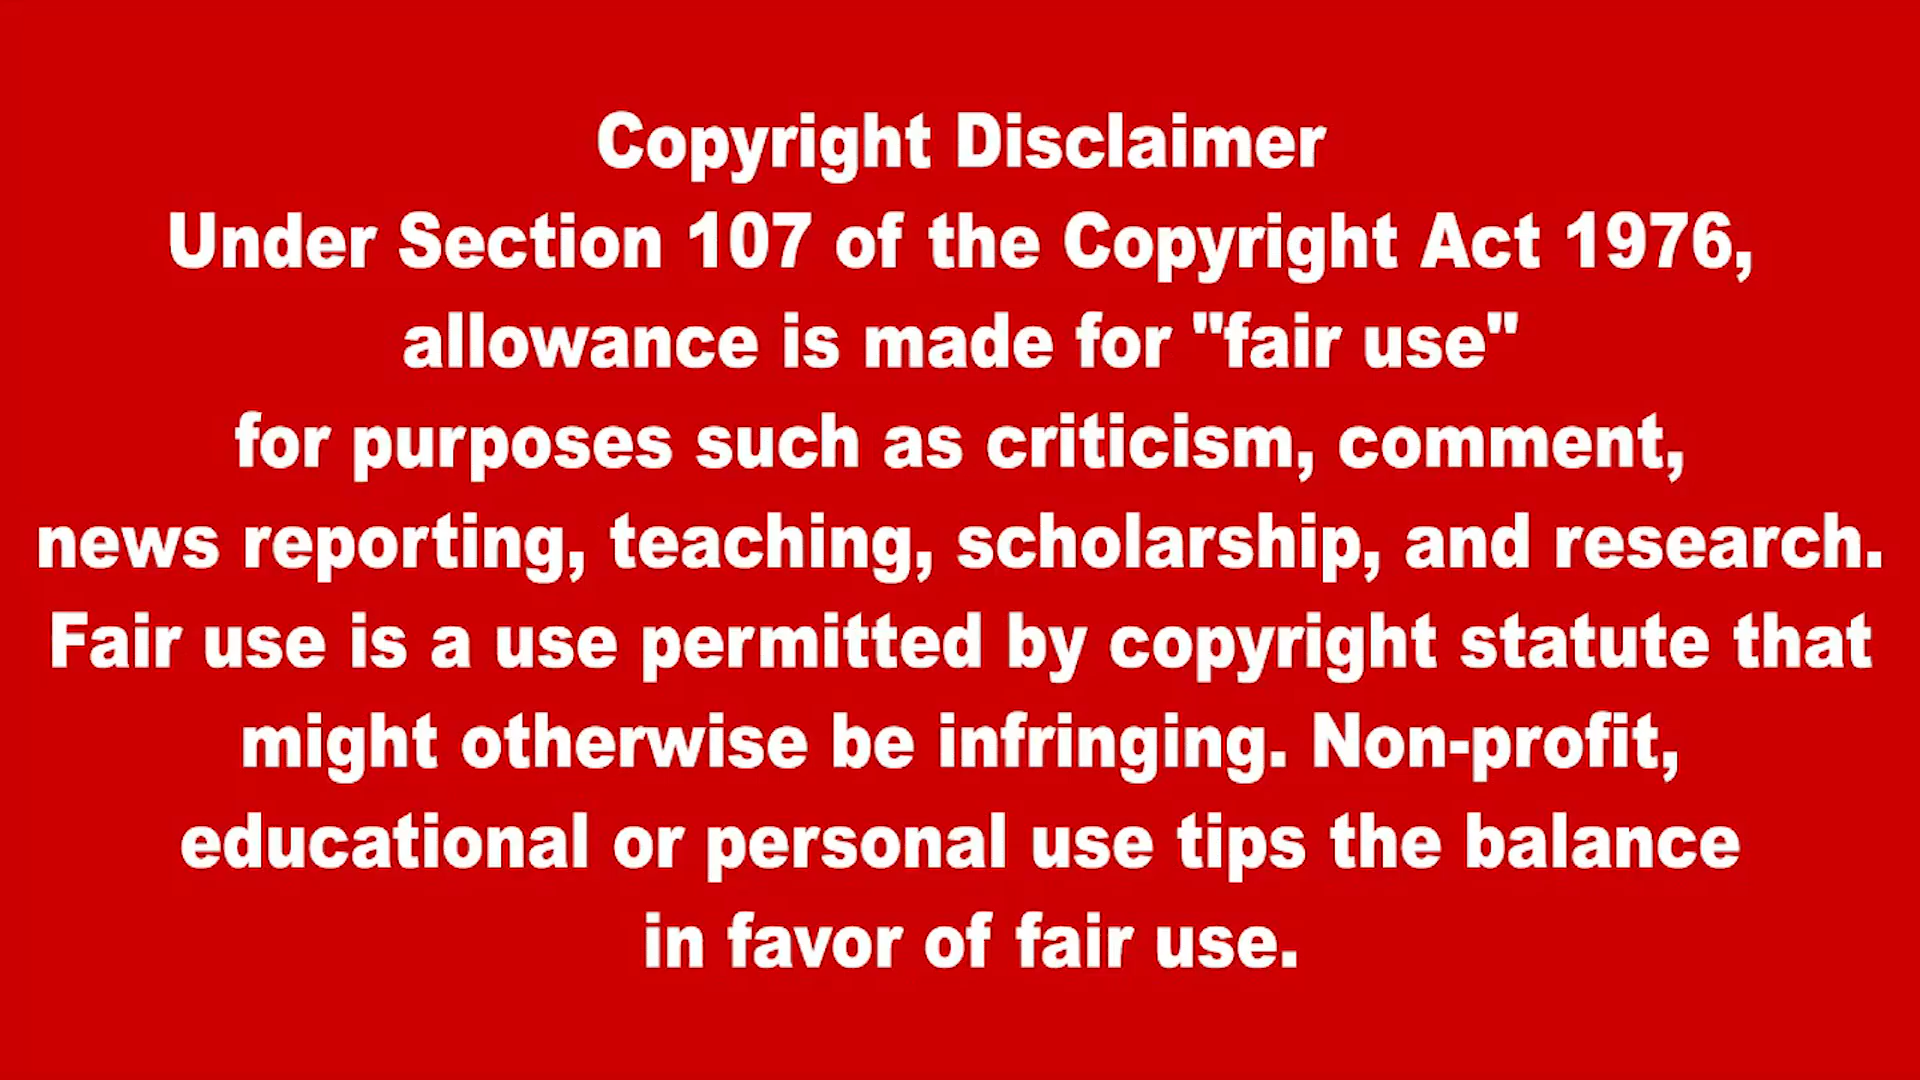 Copyright Disclaimer
Under Section 107 of the Copyright Act 1976,
allowance is made for "fair use"
for purposes such as criticism, comment,
news reporting, teaching, scholarship, and research.
Fair use is a use permitted by copyright statute that
might otherwise be infringing. Non-profit,
educational or personal use tips the balance
in favor of fair use.